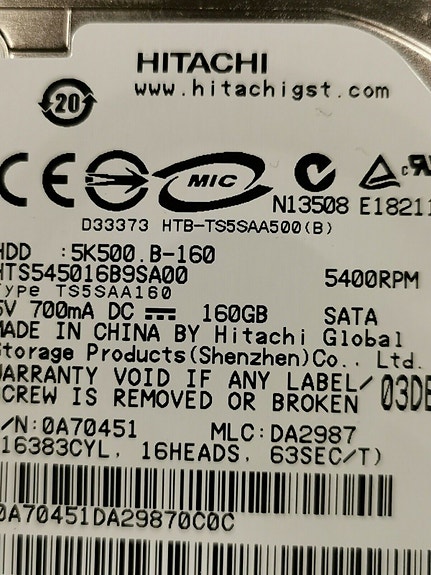 HITACHI
www.hitachigst.com
20
CE MIC cЯU
N13508 E18211
D33373 HTB-TS5SAA500(B)
HDD :5K500.B-160
HTS545016B9SA00 5400RPM
Type TS5SAA160
5V 700mA DC 160GB SATA
MADE IN CHINA BY Hitachi Global
Storage Products(Shenzhen)Co., Ltd.
WARRANTY VOID IF ANY LABEL/
SCREW IS REMOVED OR BROKEN 03DE
P/N:0A70451 MLC:DA2987
(16383CYL, 16HEADS, 63SEC/T)
0A70451DA29870C0C